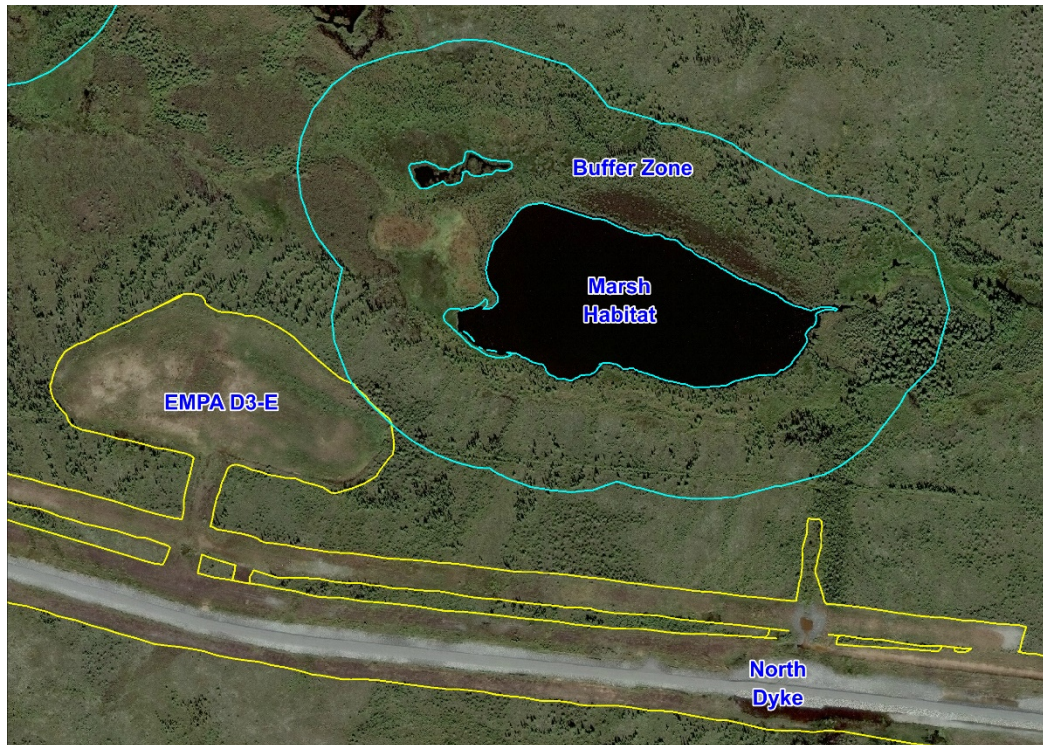 Buffer Zone
Marsh
Habitat
EMPA D3-E
North
Dyke